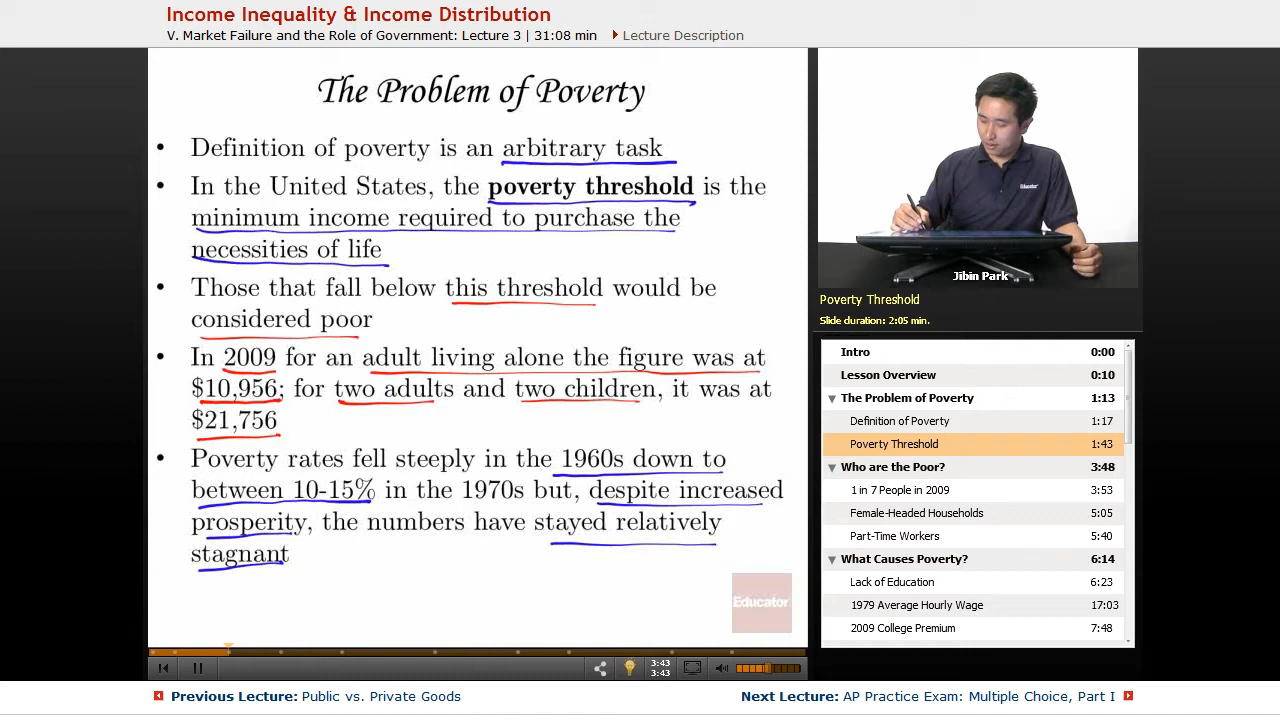 Income Inequality & Income Distribution
V. Market Failure and the Role of Government: Lecture 3 | 31:08 min
Lecture Description
The Problem of Poverty
• Definition of poverty is an arbitrary task
• In the United States, the poverty threshold is the
minimum income required to purchase the
necessities of life
• Those that fall below this threshold would be
considered poor
• In 2009 for an adult living alone the figure was at
$10,956; for two adults and two children, it was at
$21,756
• Poverty rates fell steeply in the 1960s down to
between 10-15% in the 1970s but, despite increased
prosperity, the numbers have stayed relatively
stagnant
Educator
3:43
3:43
Educator
Jibin Park
Poverty Threshold
Slide duration: 2:05 min.
Intro 0:00
Lesson Overview 0:10
The Problem of Poverty 1:13
Definition of Poverty 1:17
Poverty Threshold 1:43
Who are the Poor? 3:48
1 in 7 People in 2009 3:53
Female-Headed Households 5:05
Part-Time Workers 5:40
What Causes Poverty? 6:14
Lack of Education 6:23
1979 Average Hourly Wage 17:03
2009 College Premium 7:48
Previous Lecture: Public vs. Private Goods
Next Lecture: AP Practice Exam: Multiple Choice, Part I